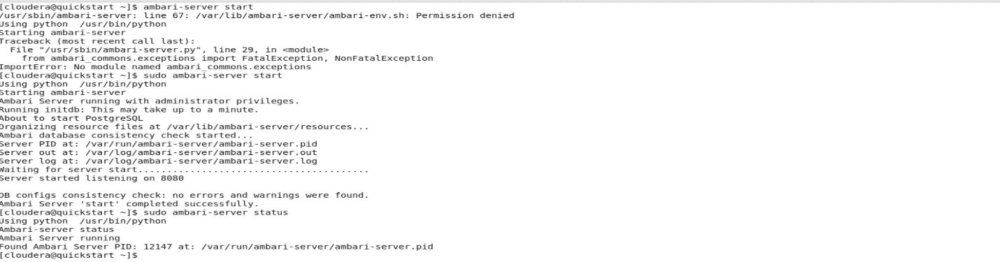 [cloudera@quickstart ~]$ ambari-server start
/usr/sbin/ambari-server: line 67: /var/lib/ambari-server/ambari-env.sh: Permission denied
Using python  /usr/bin/python
Starting ambari-server
Traceback (most recent call last):
  File "/usr/sbin/ambari-server.py", line 29, in <module>
    from ambari_commons.exceptions import FatalException, NonFatalException
ImportError: No module named ambari_commons.exceptions
[cloudera@quickstart ~]$ sudo ambari-server start
Using python  /usr/bin/python
Starting ambari-server
Ambari Server running with administrator privileges.
Running initdb: This may take up to a minute.
About to start PostgreSQL
Organizing resource files at /var/lib/ambari-server/resources...
Ambari database consistency check started...
Server PID at: /var/run/ambari-server/ambari-server.pid
Server out at: /var/log/ambari-server/ambari-server.out
Server log at: /var/log/ambari-server/ambari-server.log
Waiting for server start........................................
Server started listening on 8080

DB configs consistency check: no errors and warnings were found.
Ambari Server 'start' completed successfully.
[cloudera@quickstart ~]$ sudo ambari-server status
Using python  /usr/bin/python
Ambari-server status
Ambari Server running
Found Ambari Server PID: 12147 at: /var/run/ambari-server/ambari-server.pid
[cloudera@quickstart ~]$